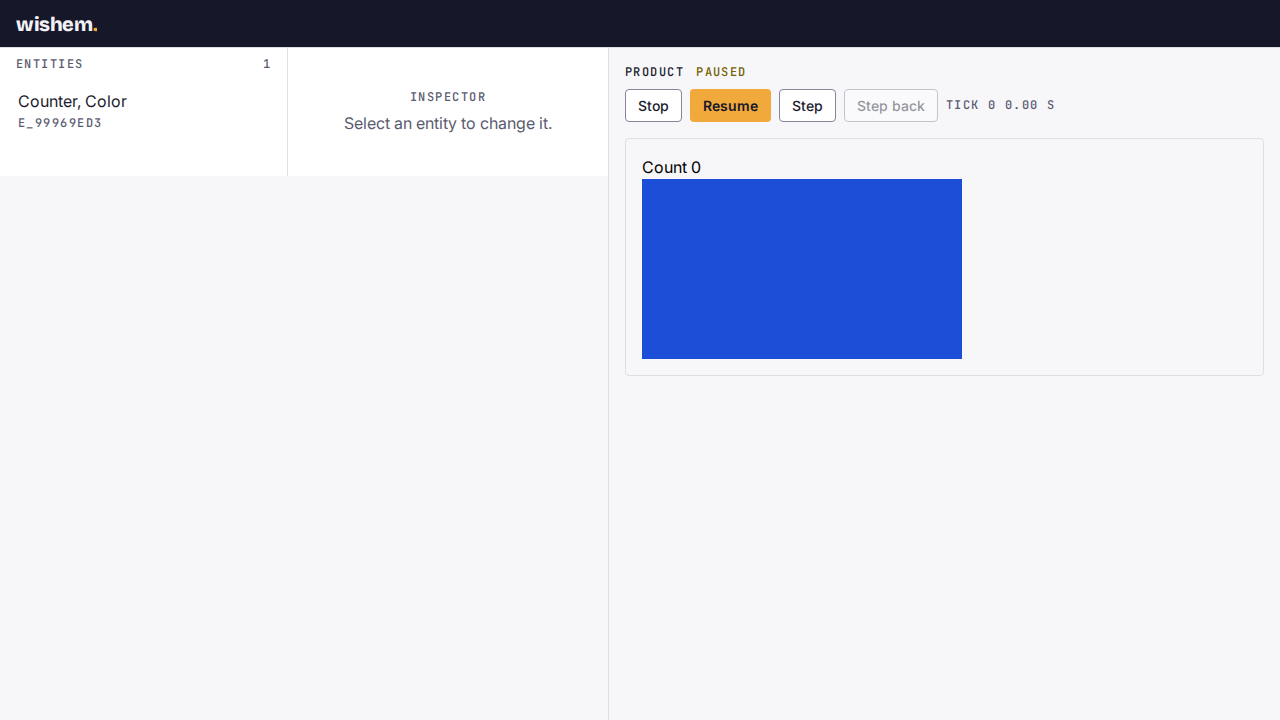 wishem.
ENTITIES 1
Counter, Color
E_99969ED3
INSPECTOR
Select an entity to change it.
PRODUCT PAUSED
Stop Resume Step Step back TICK 0 0.00 S
Count 0